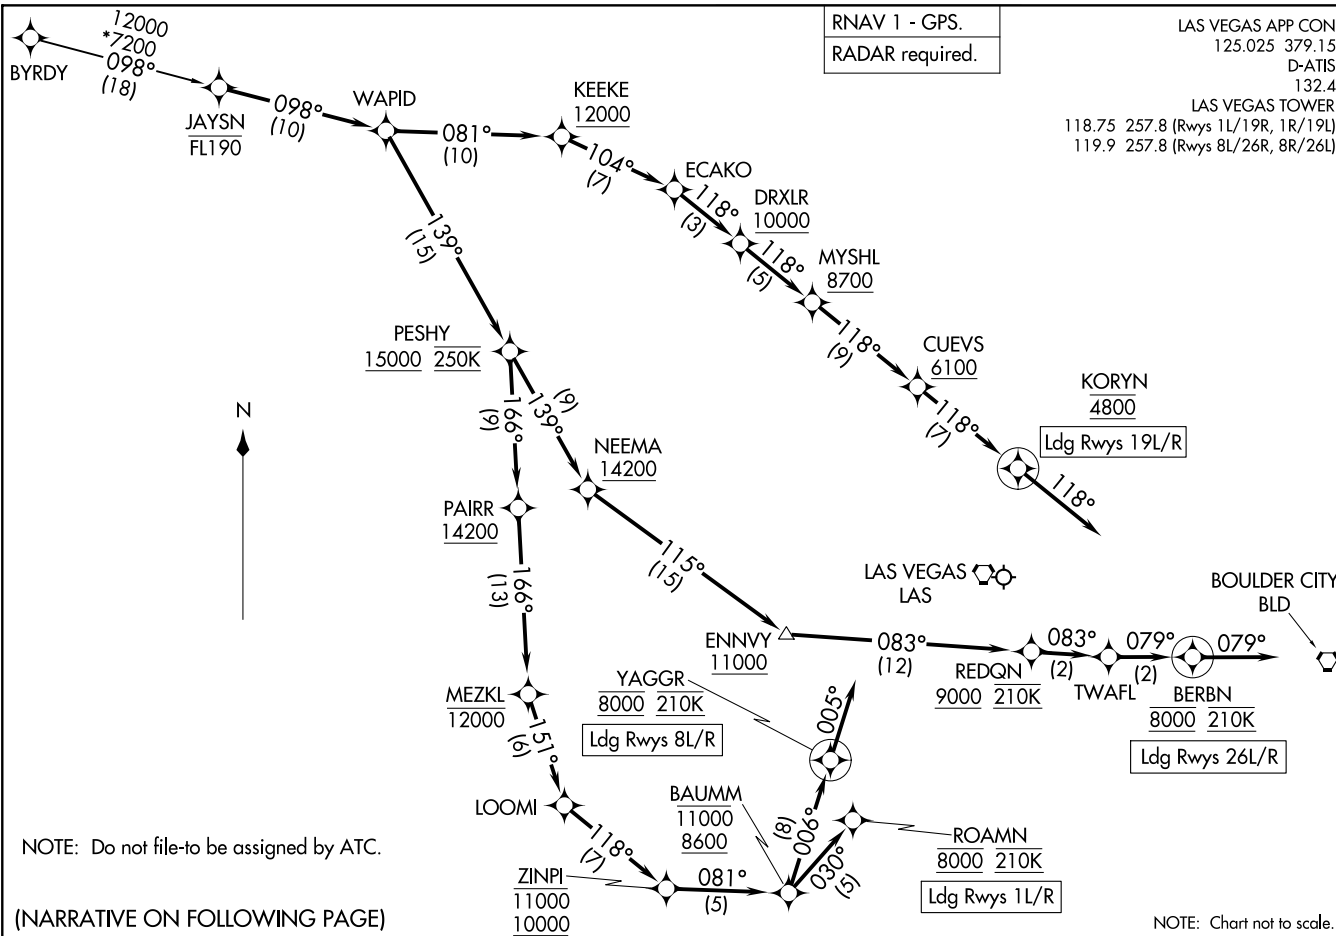 RNAV 1 - GPS.
RADAR required.
LAS VEGAS APP CON
125.025 379.15
D-ATIS
132.4
LAS VEGAS TOWER
118.75 257.8 (Rwys 1L/19R, 1R/19L)
119.9 257.8 (Rwys 8L/26R, 8R/26L)
BYRDY
12000
*7200
098°
(18)
JAYSN
FL190
098°
(10)
WAPID
081°
(10)
KEEKE
12000
104°
(7)
ECAKO
118°
(3)
DRXLR
10000
118°
(5)
MYSHL
8700
118°
(9)
CUEVS
6100
118°
(7)
KORYN
4800
Ldg Rwys 19L/R
118°
139°
(15)
PESHY
15000 250K
N
166°
(9)
139°
(9)
NEEMA
14200
PAIRR
14200
166°
(13)
115°
(15)
LAS VEGAS
LAS
BOULDER CITY
BLD
ENNVY
11000
083°
(12)
REDQN
9000 210K
083°
(2)
TWAFL
079°
(2)
BERBN
8000 210K
Ldg Rwys 26L/R
079°
MEZKL
12000
151°
(6)
YAGGR
8000 210K
Ldg Rwys 8L/R
005°
LOOMI
118°
(7)
BAUMM
11000
8600
006°
(8)
030°
(5)
ROAMN
8000 210K
Ldg Rwys 1L/R
ZINPI
11000
10000
081°
(5)
NOTE: Do not file-to be assigned by ATC.
(NARRATIVE ON FOLLOWING PAGE)
NOTE: Chart not to scale.